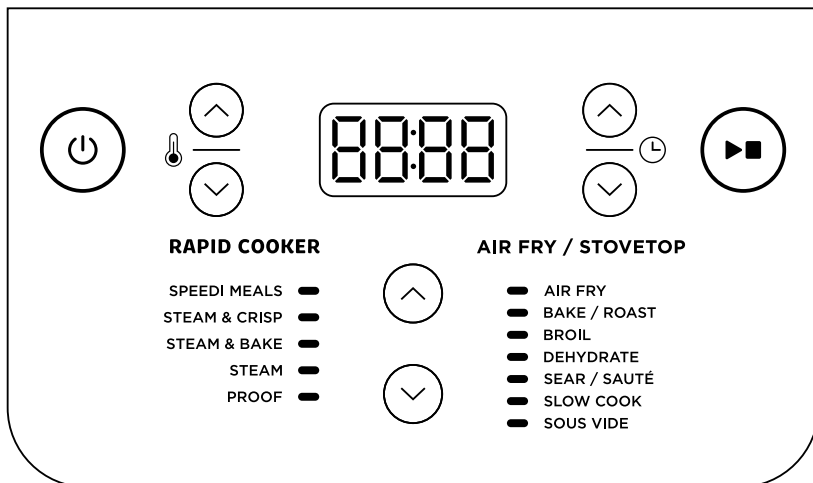 88:88
RAPID COOKER
SPEEDI MEALS
STEAM & CRISP
STEAM & BAKE
STEAM
PROOF
AIR FRY / STOVETOP
AIR FRY
BAKE / ROAST
BROIL
DEHYDRATE
SEAR / SAUTÉ
SLOW COOK
SOUS VIDE